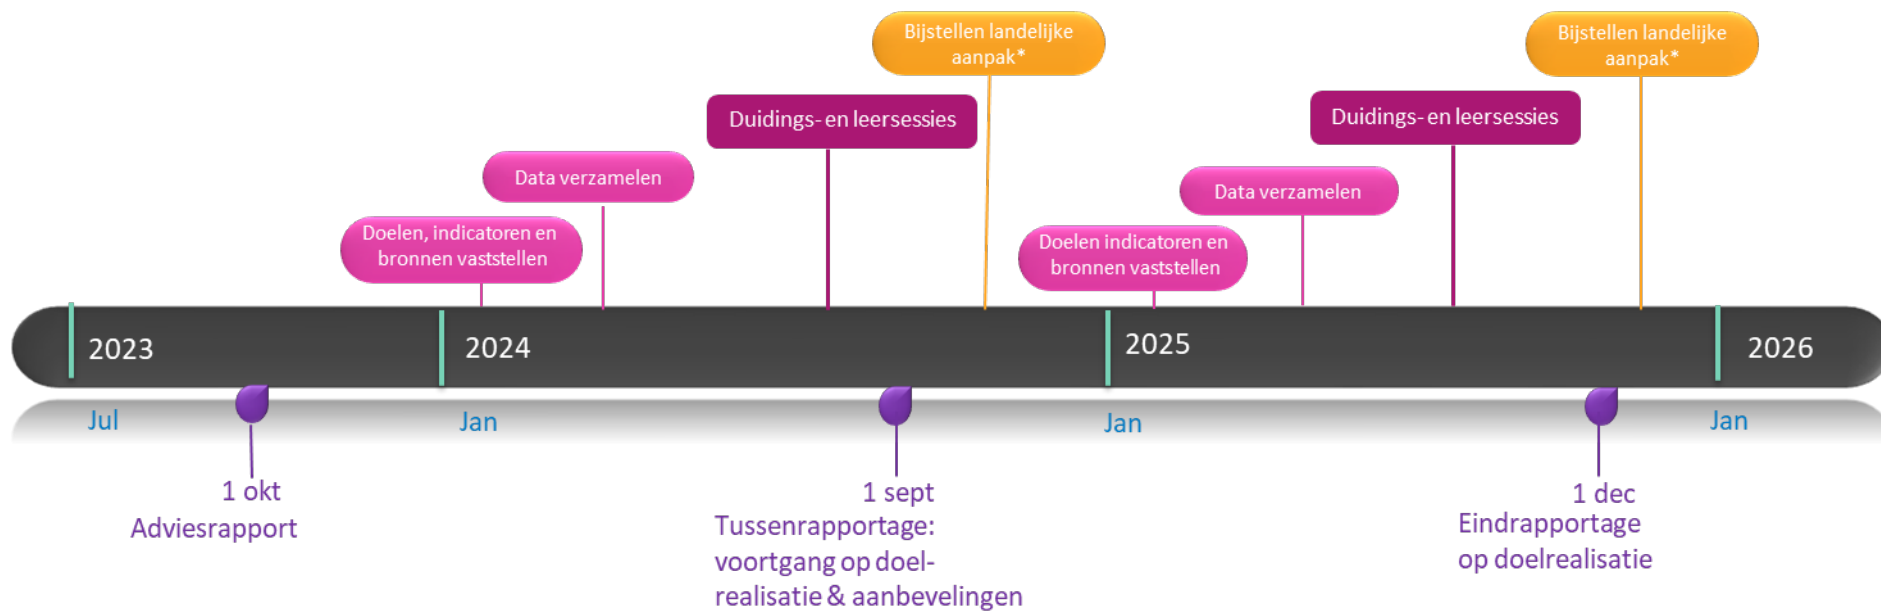 Bijstellen landelijke
aanpak*
Bijstellen landelijke
aanpak*
Duidings- en leersessies
Duidings- en leersessies
Data verzamelen
Data verzamelen
Doelen, indicatoren en
bronnen vaststellen
Doelen indicatoren en
bronnen vaststellen
2023
2024
2025
2026
Jul
Jan
Jan
Jan
1 okt
Adviesrapport
1 sept
Tussenrapportage:
voortgang op doel-
realisatie & aanbevelingen
1 dec
Eindrapportage
op doelrealisatie